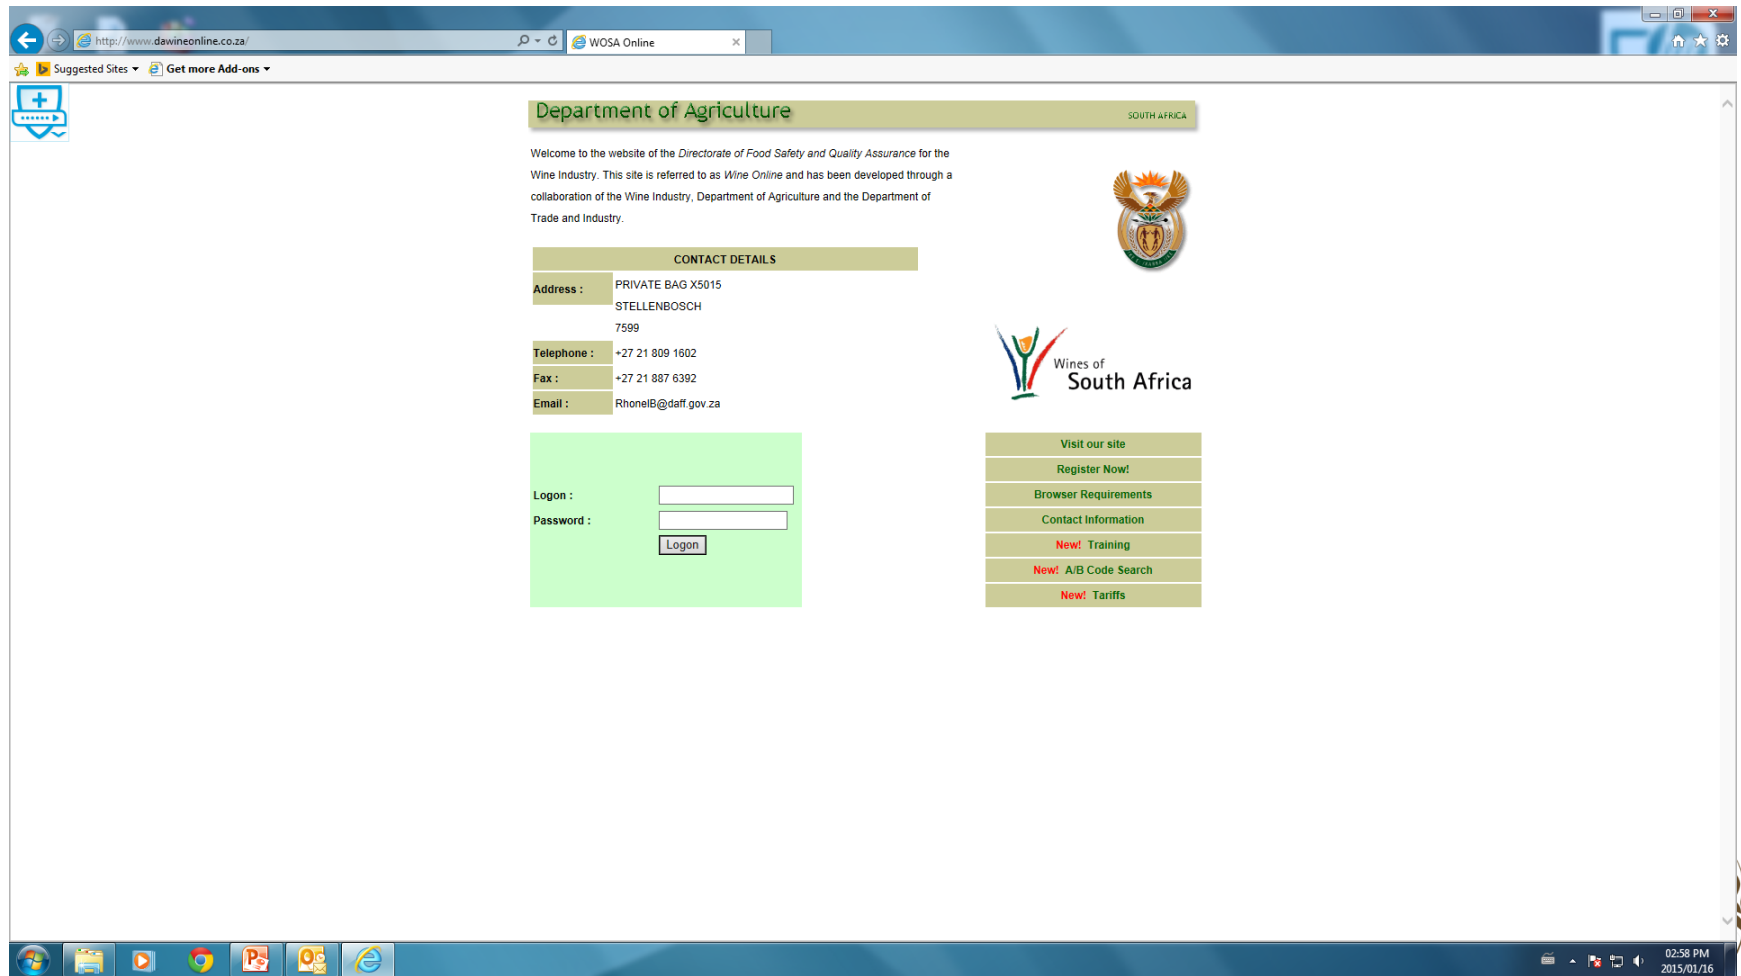 http://www.dawineonline.co.za/
WOSA Online
Suggested Sites
Get more Add-ons
Department of Agriculture
SOUTH AFRICA
Welcome to the website of the Directorate of Food Safety and Quality Assurance for the
Wine Industry. This site is referred to as Wine Online and has been developed through a
collaboration of the Wine Industry, Department of Agriculture and the Department of
Trade and Industry.
CONTACT DETAILS
Address :
PRIVATE BAG X5015
STELLENBOSCH
7599
Telephone : +27 21 809 1602
Fax : +27 21 887 6392
Email : RhonelB@daff.gov.za
Wines of
South Africa
Logon :
Password :
Logon
Visit our site
Register Now!
Browser Requirements
Contact Information
New! Training
New! A/B Code Search
New! Tariffs
02:58 PM
2015/01/16